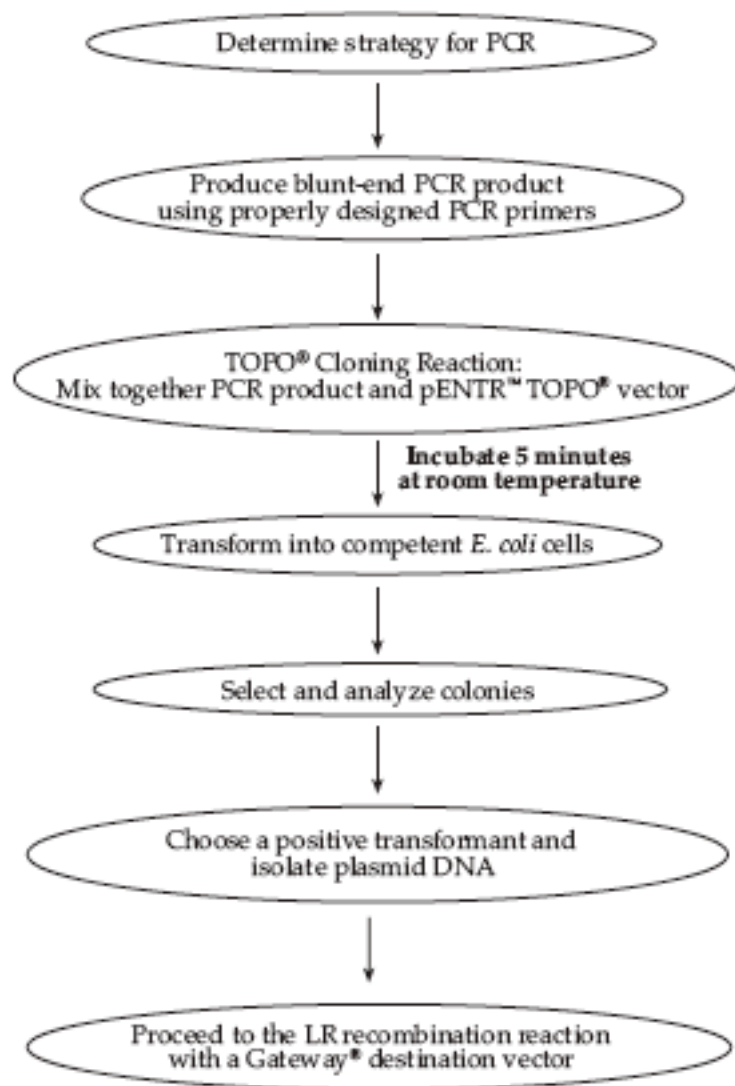 Determine strategy for PCR
Produce blunt-end PCR product
using properly designed PCR primers
TOPO® Cloning Reaction:
Mix together PCR product and pENTR™ TOPO® vector
Incubate 5 minutes
at room temperature
Transform into competent E. coli cells
Select and analyze colonies
Choose a positive transformant and
isolate plasmid DNA
Proceed to the LR recombination reaction
with a Gateway® destination vector